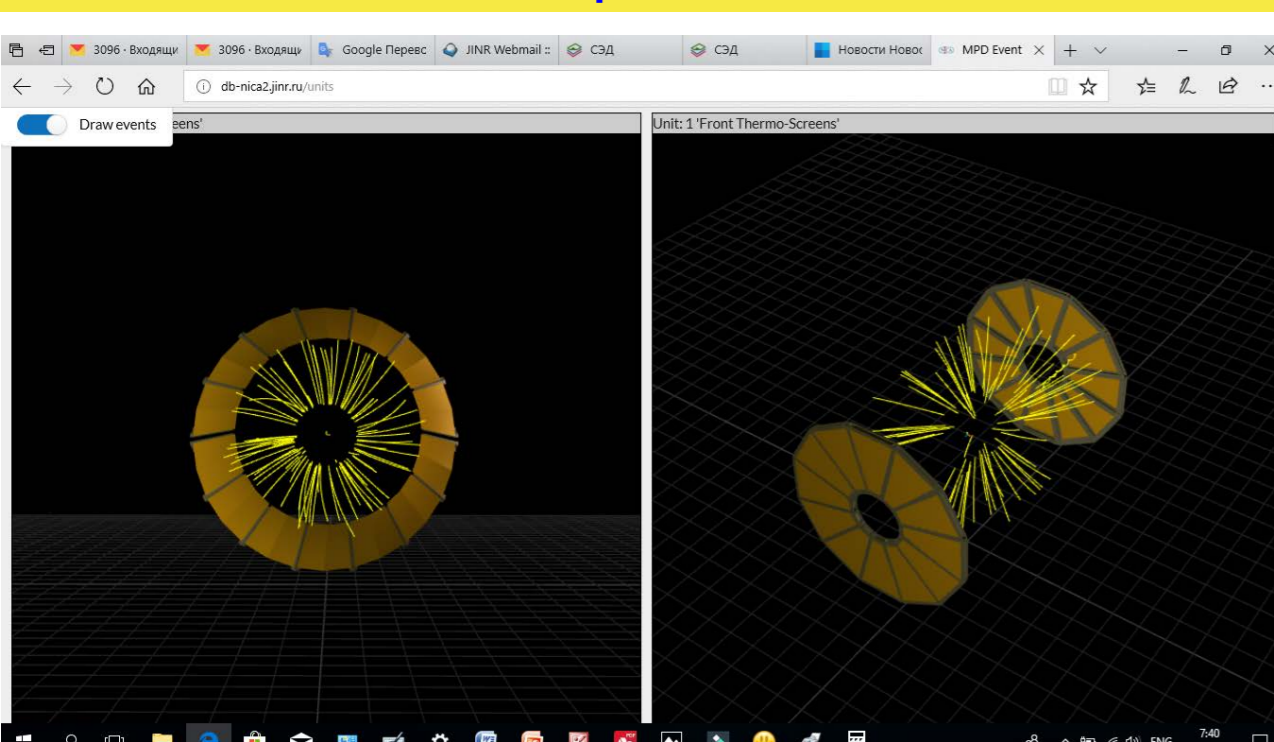 3096 · Входящи
3096 · Входящи
Google Перевс
JINR Webmail ::
СЭД
СЭД
Новости Новос
MPD Event
db-nica2.jinr.ru/units
Draw events
eens'
Unit: 1 'Front Thermo-Screens'
ENG
7:40